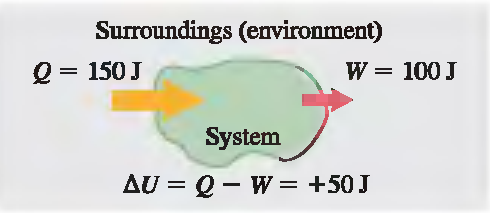 Surroundings (environment)
Q = 150 J W = 100 J
System
ΔU = Q − W = +50 J